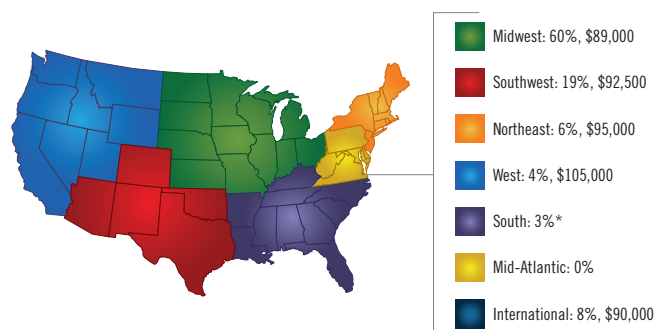 Midwest: 60%, $89,000
Southwest: 19%, $92,500
Northeast: 6%, $95,000
West: 4%, $105,000
South: 3%*
Mid-Atlantic: 0%
International: 8%, $90,000